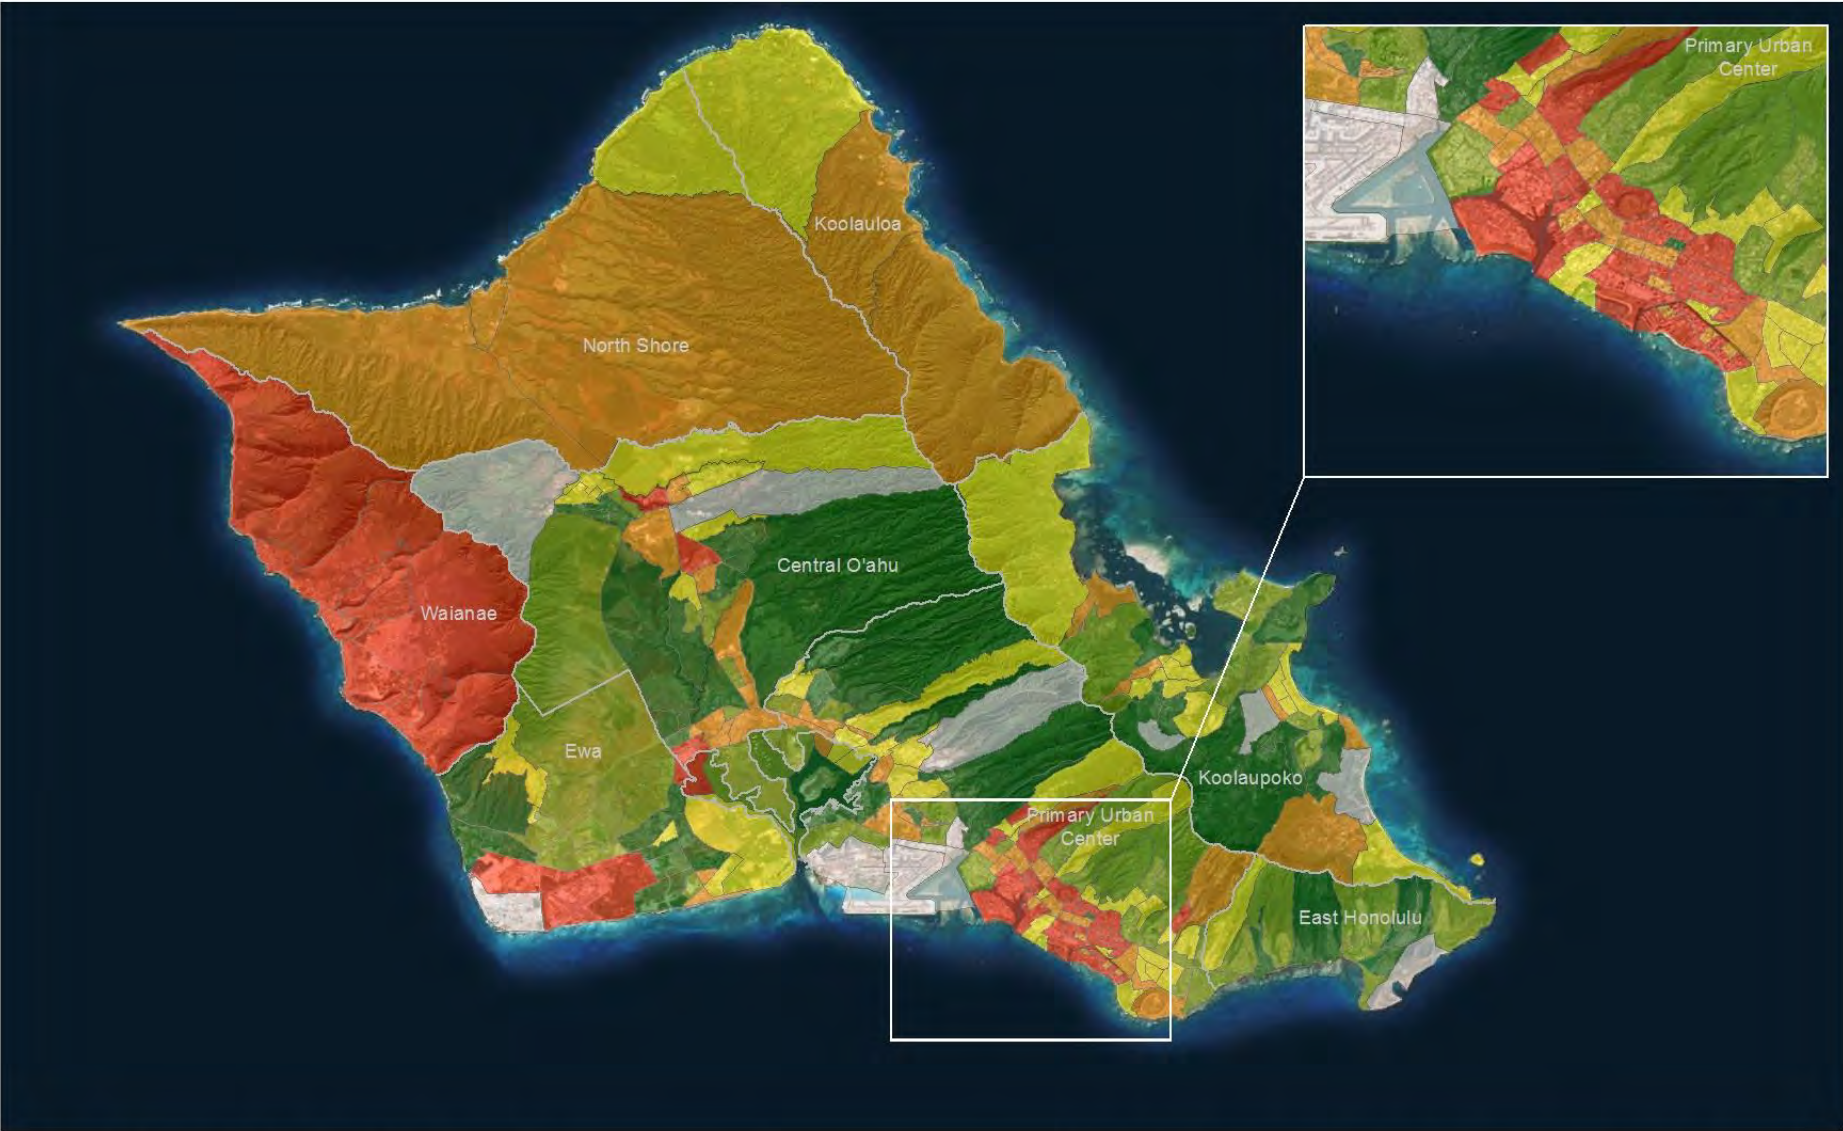 Primary Urban
Center
Koolauloa
North Shore
Central O'ahu
Waianae
Ewa
Koolaupoko
Primary Urban
Center
East Honolulu